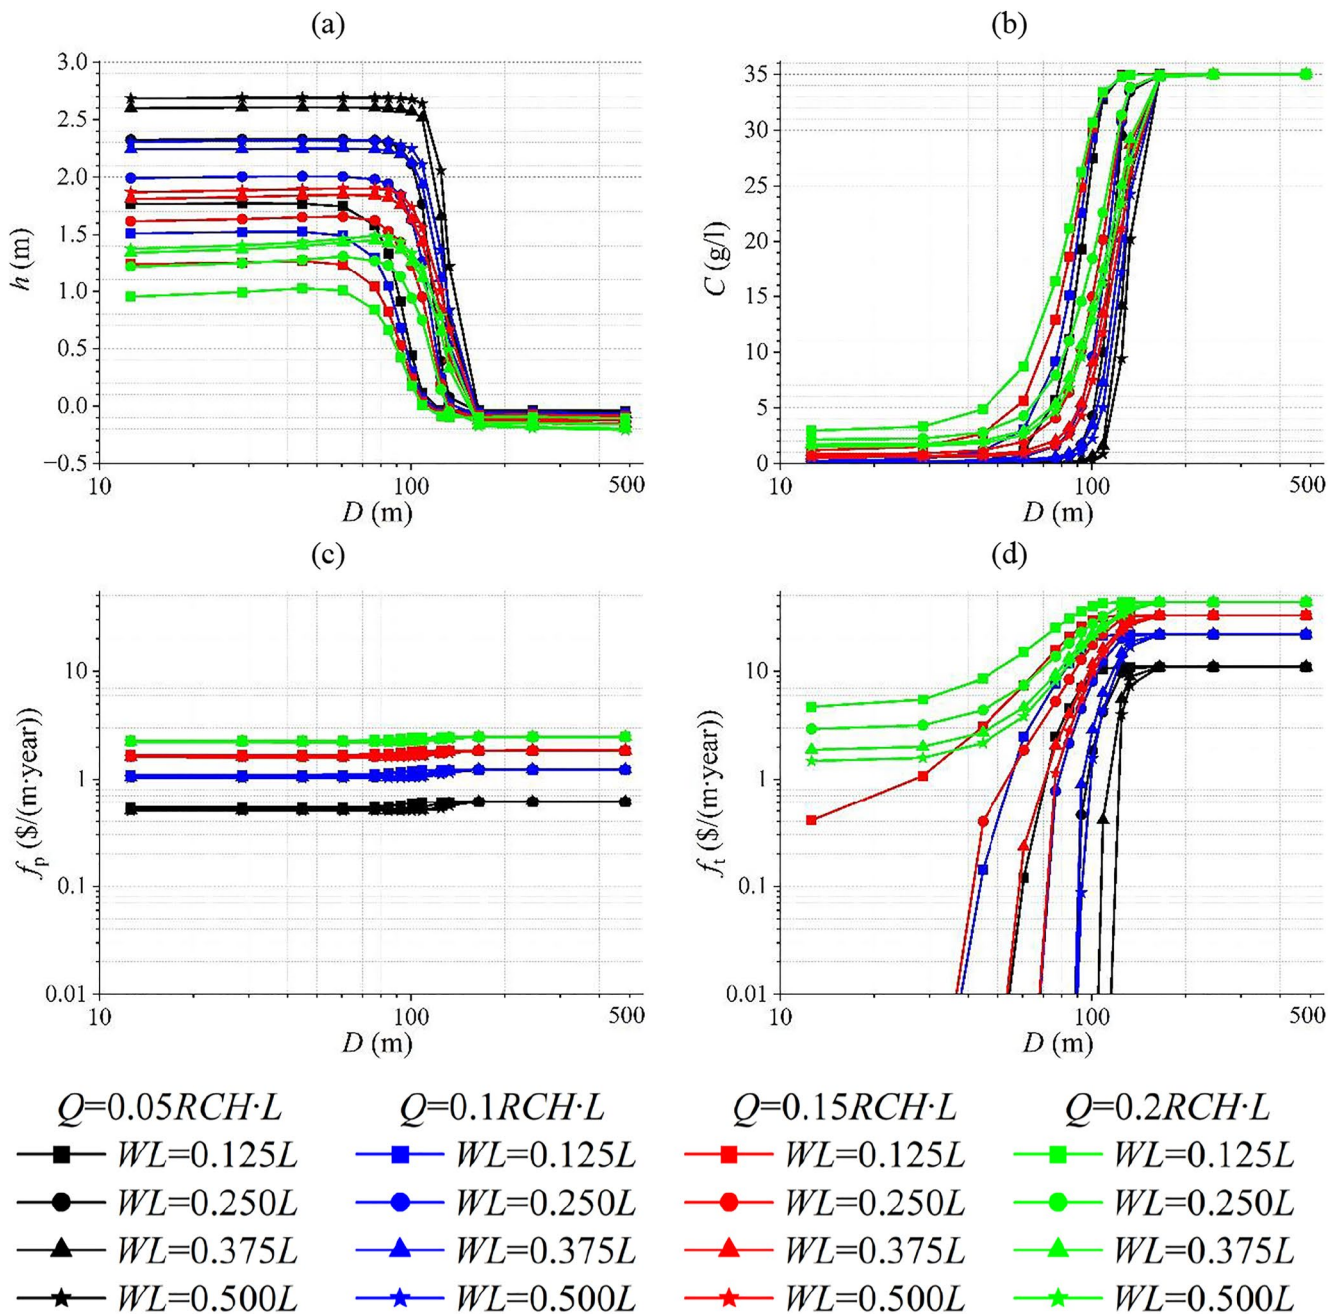 (a)
3.0
2.5
2.0
1.5
1.0
0.5
0.0
−0.5
h (m)
10
100
500
D (m)
(b)
35
30
25
20
15
10
5
0
C (g/l)
10
100
500
D (m)
(c)
10
1
0.1
0.01
fp ($/(m·year))
10
100
500
D (m)
(d)
10
1
0.1
0.01
ft ($/(m·year))
10
100
500
D (m)
Q=0.05RCH·L
WL=0.125L
WL=0.250L
WL=0.375L
WL=0.500L
Q=0.1RCH·L
WL=0.125L
WL=0.250L
WL=0.375L
WL=0.500L
Q=0.15RCH·L
WL=0.125L
WL=0.250L
WL=0.375L
WL=0.500L
Q=0.2RCH·L
WL=0.125L
WL=0.250L
WL=0.375L
WL=0.500L